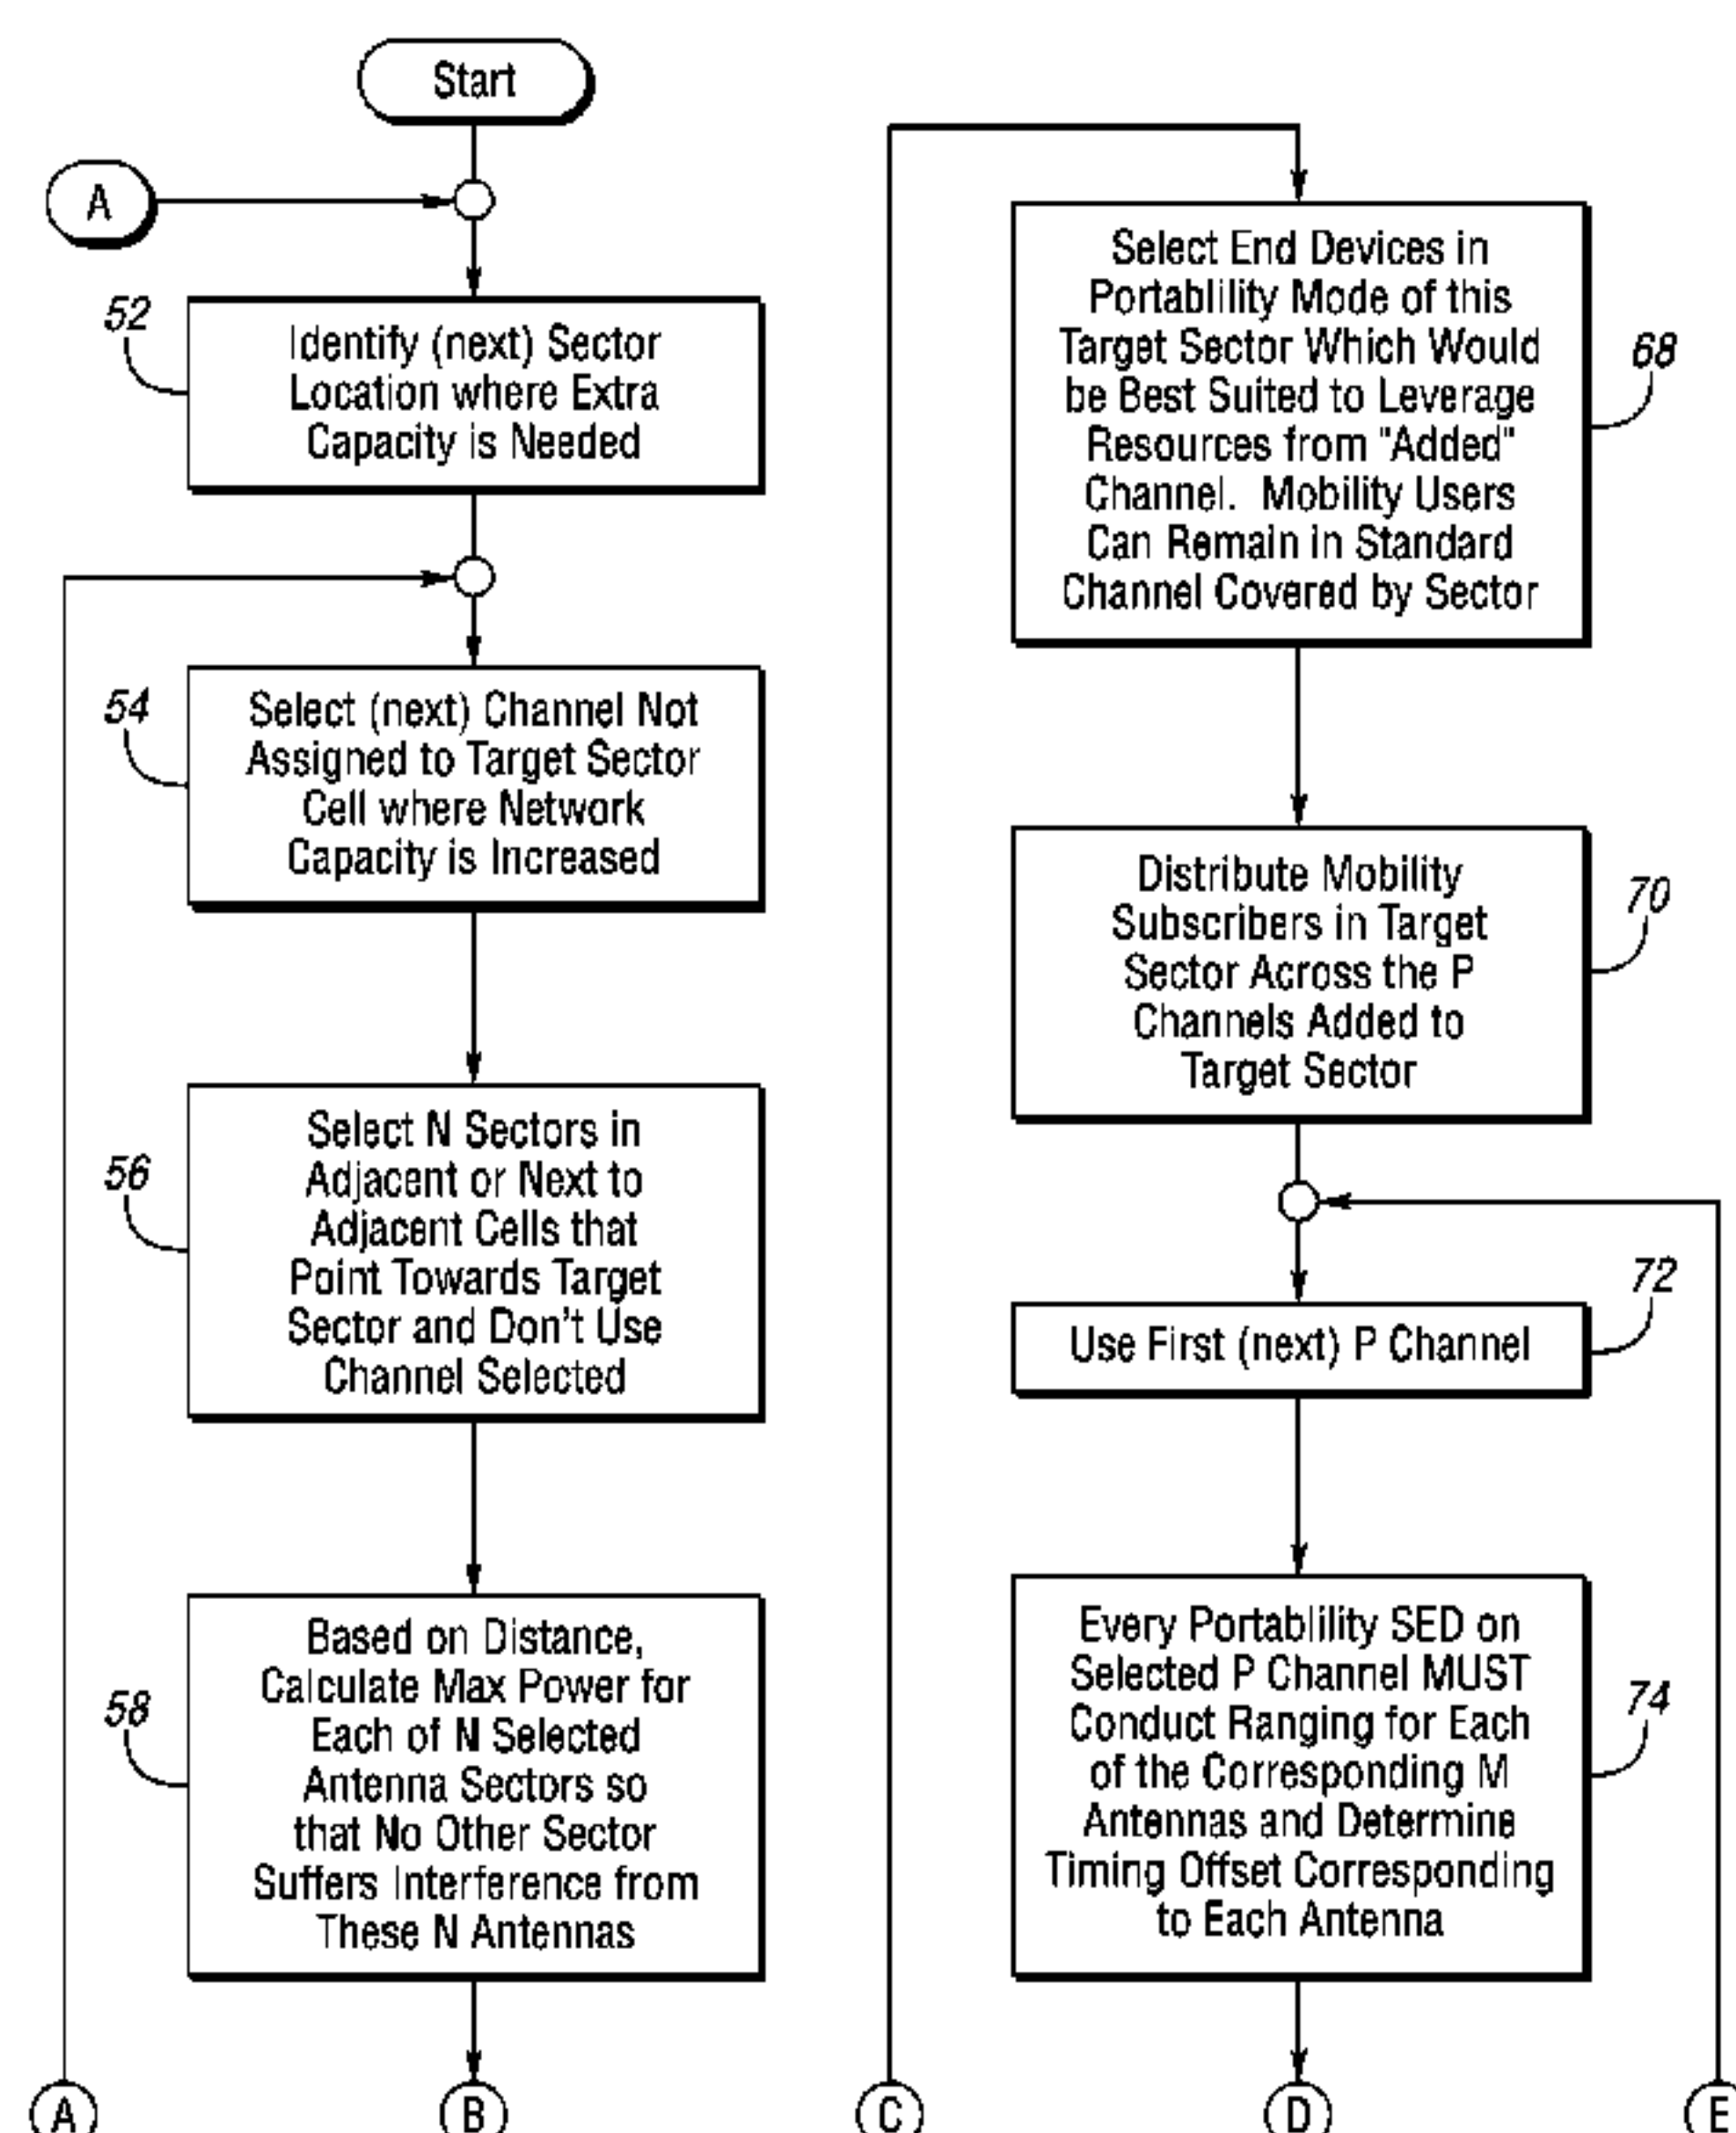 Start
A
52
Identify (next) Sector
Location where Extra
Capacity is Needed
54
Select (next) Channel Not
Assigned to Target Sector
Cell where Network
Capacity is Increased
56
Select N Sectors in
Adjacent or Next to
Adjacent Cells that
Point Towards Target
Sector and Don't Use
Channel Selected
58
Based on Distance,
Calculate Max Power for
Each of N Selected
Antenna Sectors so
that No Other Sector
Suffers Interference from
These N Antennas
A
B
Select End Devices in
Portablility Mode of this
Target Sector Which Would
be Best Suited to Leverage
Resources from "Added"
Channel. Mobility Users
Can Remain in Standard
Channel Covered by Sector
68
Distribute Mobility
Subscribers in Target
Sector Across the P
Channels Added to
Target Sector
70
Use First (next) P Channel
72
Every Portablility SED on
Selected P Channel MUST
Conduct Ranging for Each
of the Corresponding M
Antennas and Determine
Timing Offset Corresponding
to Each Antenna
74
C
D
E